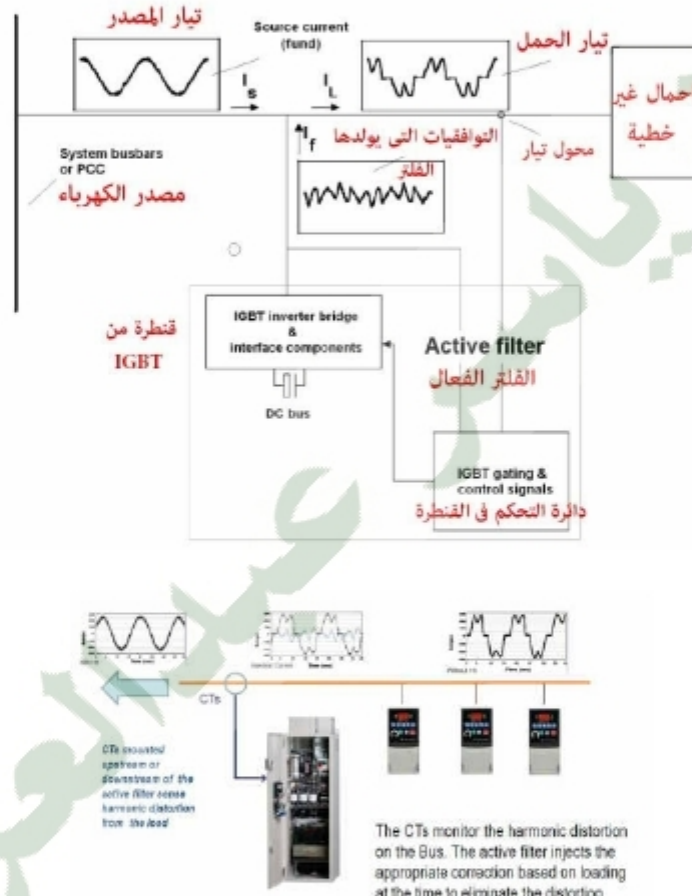 تيار المصدر
Source current
(fund)
تيار الحمل
I s
I L
حمال غير
خطية
I f
التوافقيات التى يولدها
الفلتر
محول تيار
System busbars
or PCC
مصدر الكهرباء
قنطرة من
IGBT
IGBT inverter bridge
&
interface components
DC bus
Active filter
الفلتر الفعال
IGBT gating &
control signals
دائرة التحكم فى القنطرة
CTs
CTs mounted
upstream or
downstream of the
active filter sense
harmonic distortion
from the load
The CTs monitor the harmonic distortion
on the Bus. The active filter injects the
appropriate correction based on loading
at the time to eliminate the distortion
ياسر عبدالعز